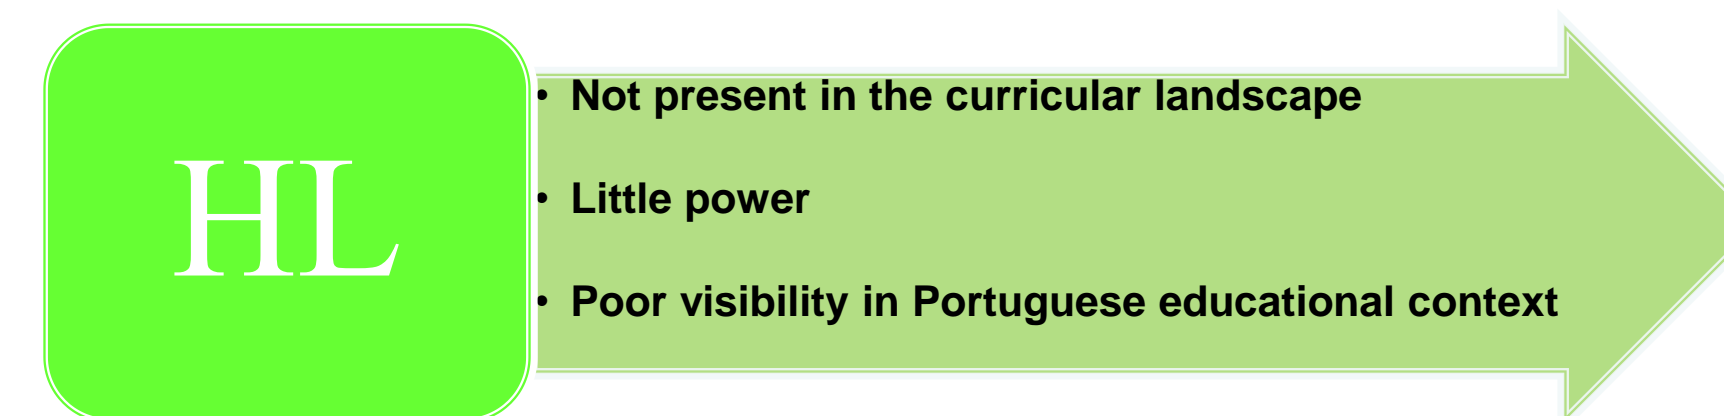 HL
• Not present in the curricular landscape
• Little power
• Poor visibility in Portuguese educational context